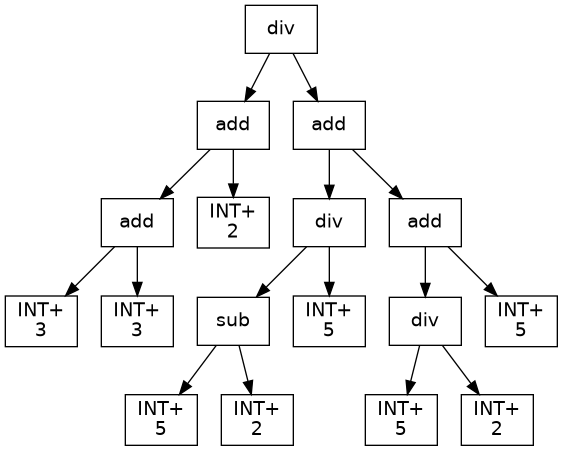 div
add
add
add
INT+
2
div
add
INT+
3
INT+
3
sub
INT+
5
div
INT+
5
INT+
5
INT+
2
INT+
5
INT+
2